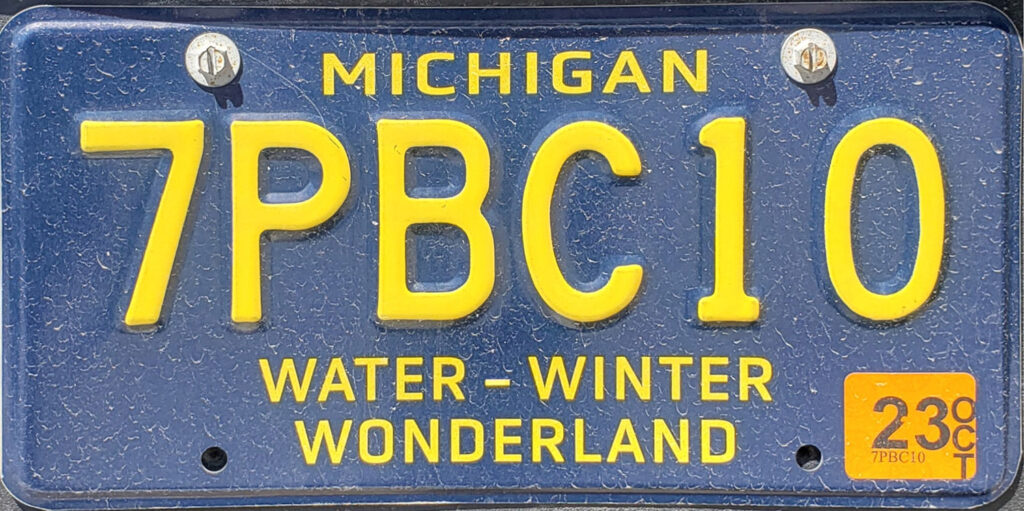 MICHIGAN
7PBC10
WATER – WINTER
WONDERLAND
23 OCT
7PBC10